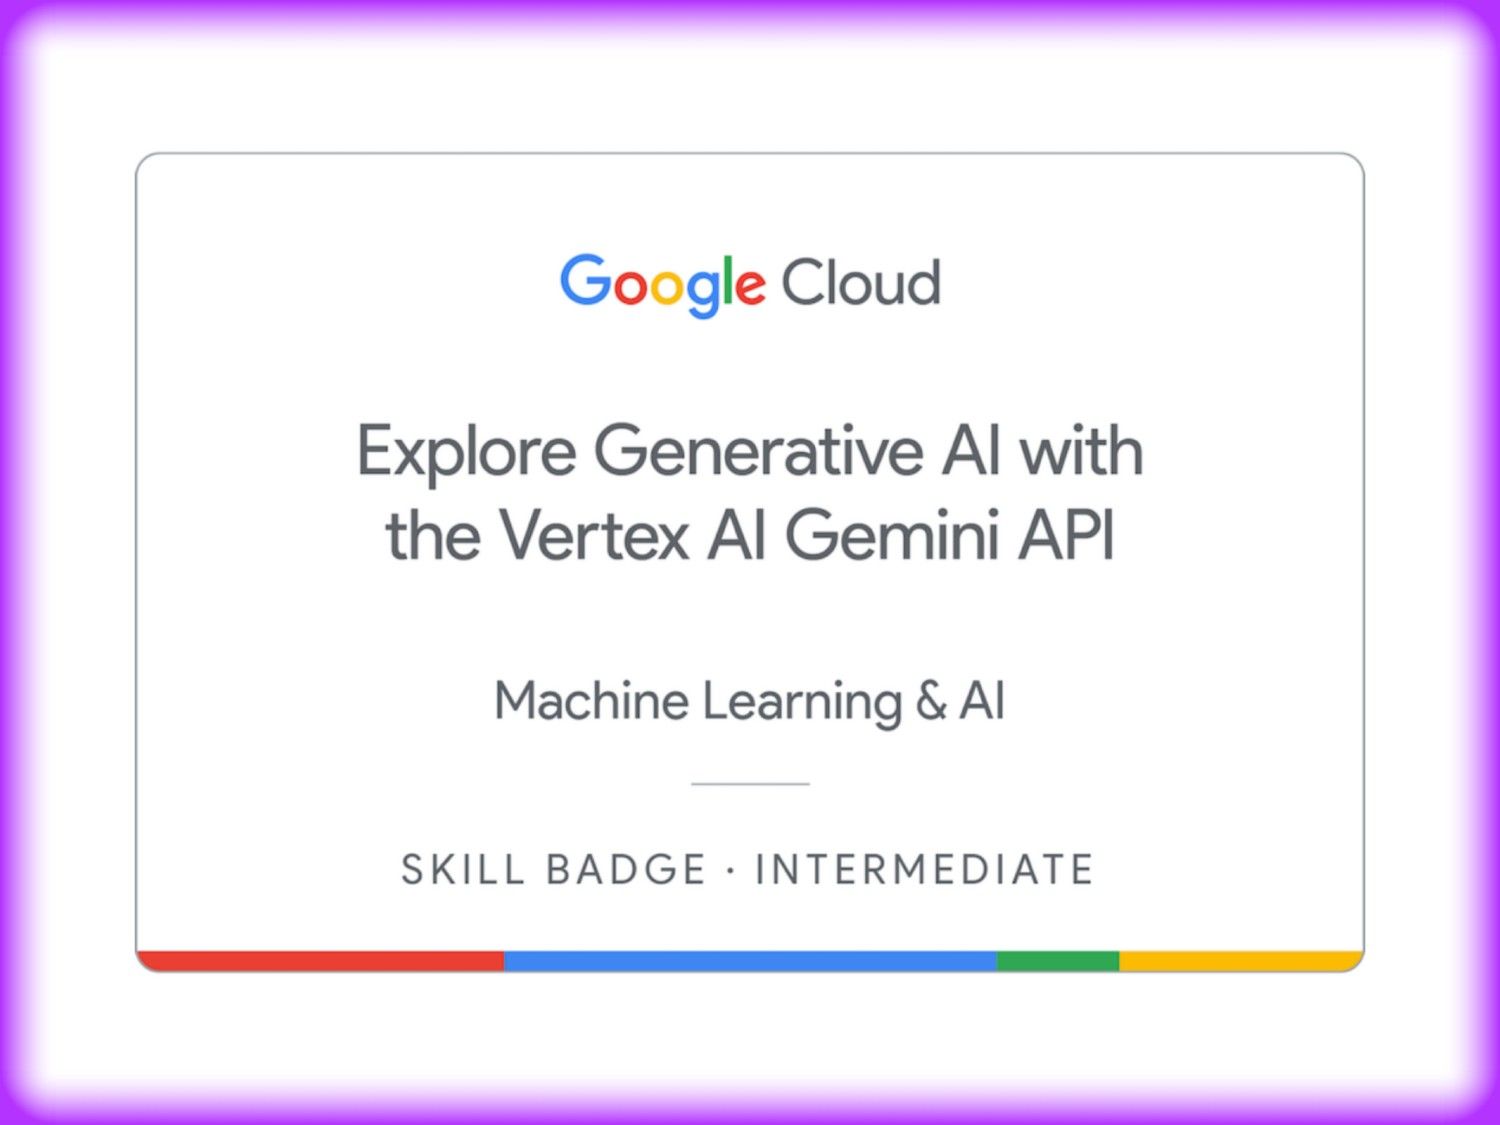 Google Cloud
Explore Generative AI with
the Vertex AI Gemini API
Machine Learning & AI
SKILL BADGE · INTERMEDIATE